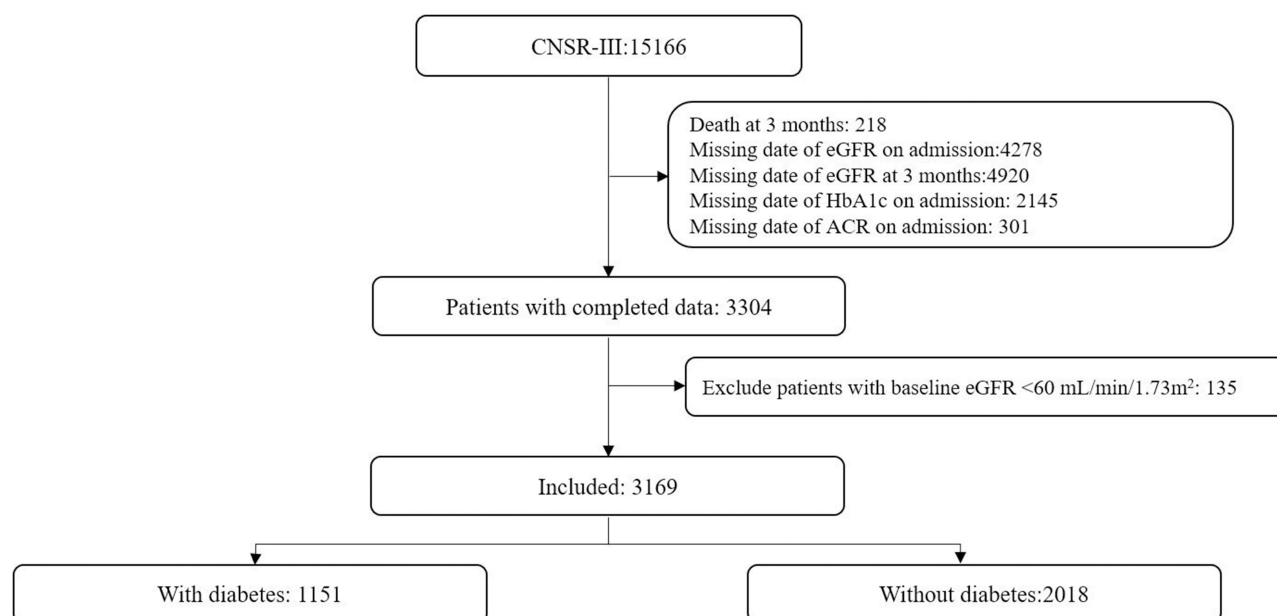 CNSR-III:15166
Death at 3 months: 218
Missing date of eGFR on admission:4278
Missing date of eGFR at 3 months:4920
Missing date of HbA1c on admission: 2145
Missing date of ACR on admission: 301
Patients with completed data: 3304
Exclude patients with baseline eGFR <60 mL/min/1.73m²: 135
Included: 3169
With diabetes: 1151
Without diabetes:2018